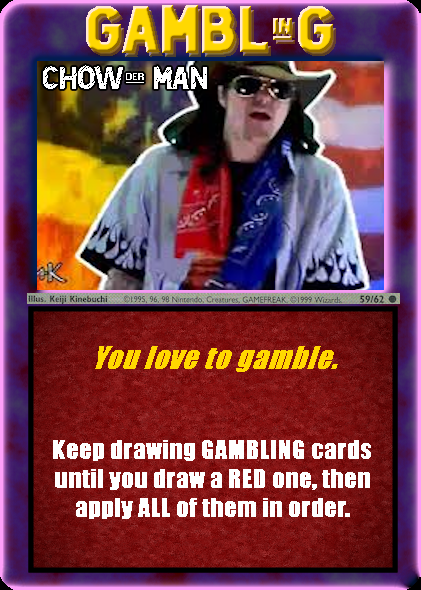 GAMBLING
CHOWDER MAN
+K
Illus. Keiji Kinebuchi ©1995, 96, 98 Nintendo, Creatures, GAMEFREAK. ©1999 Wizards. 59/62 ●
You love to gamble.
Keep drawing GAMBLING cards
until you draw a RED one, then
apply ALL of them in order.